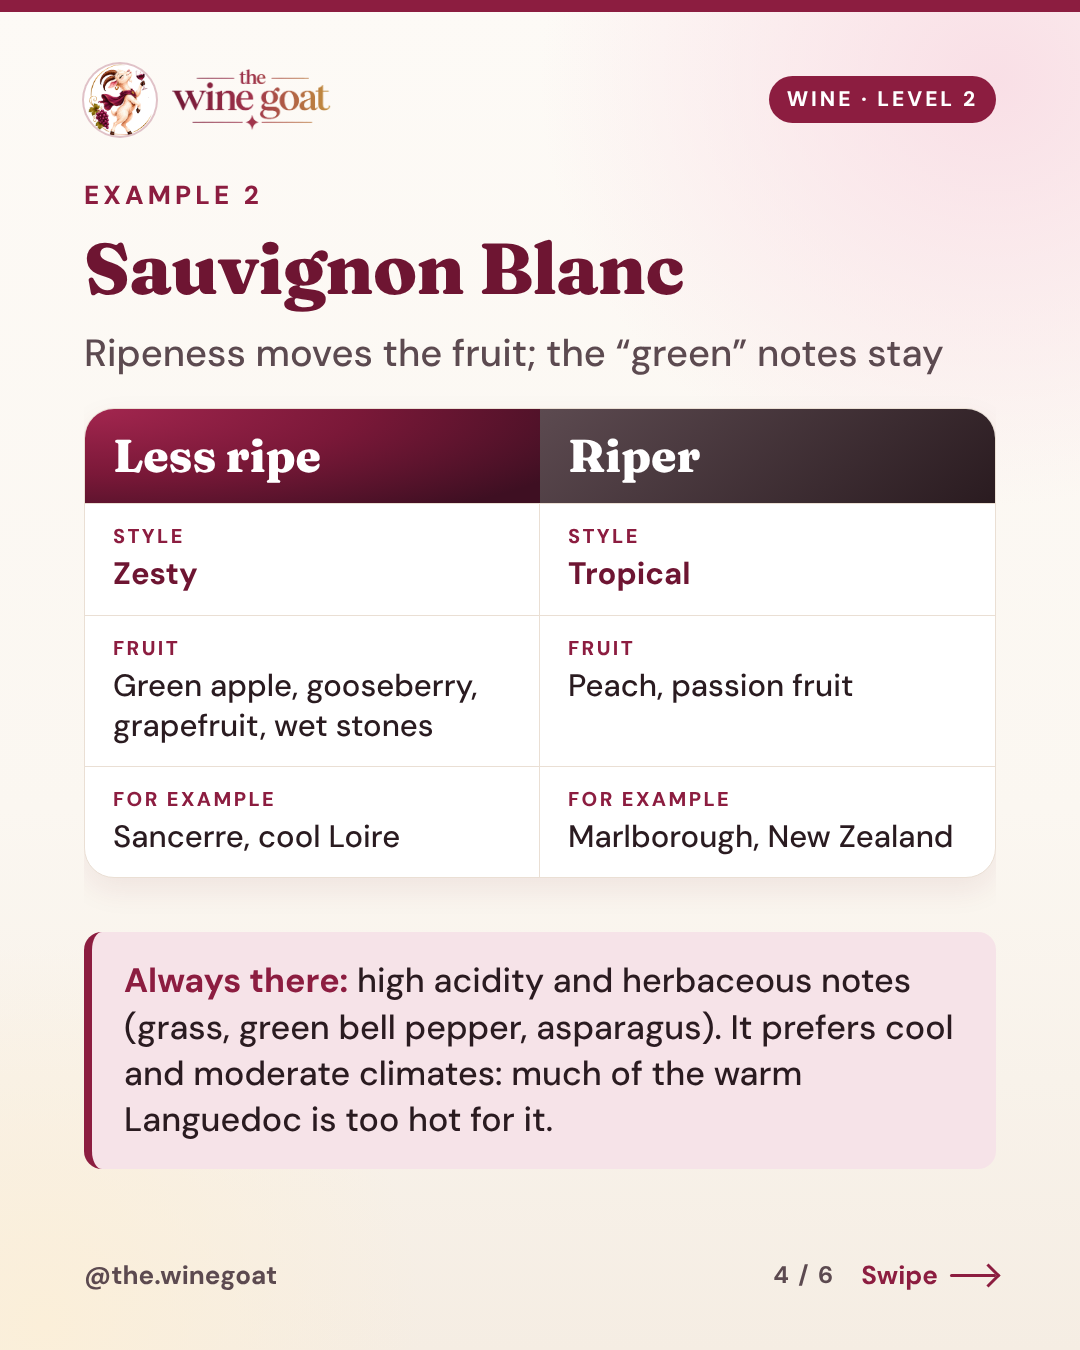 the
wine goat
WINE · LEVEL 2
EXAMPLE 2
Sauvignon Blanc
Ripeness moves the fruit; the “green” notes stay
Less ripe
Riper
STYLE
Zesty
STYLE
Tropical
FRUIT
Green apple, gooseberry,
grapefruit, wet stones
FRUIT
Peach, passion fruit
FOR EXAMPLE
Sancerre, cool Loire
FOR EXAMPLE
Marlborough, New Zealand
Always there: high acidity and herbaceous notes
(grass, green bell pepper, asparagus). It prefers cool
and moderate climates: much of the warm
Languedoc is too hot for it.
@the.winegoat
4 / 6
Swipe